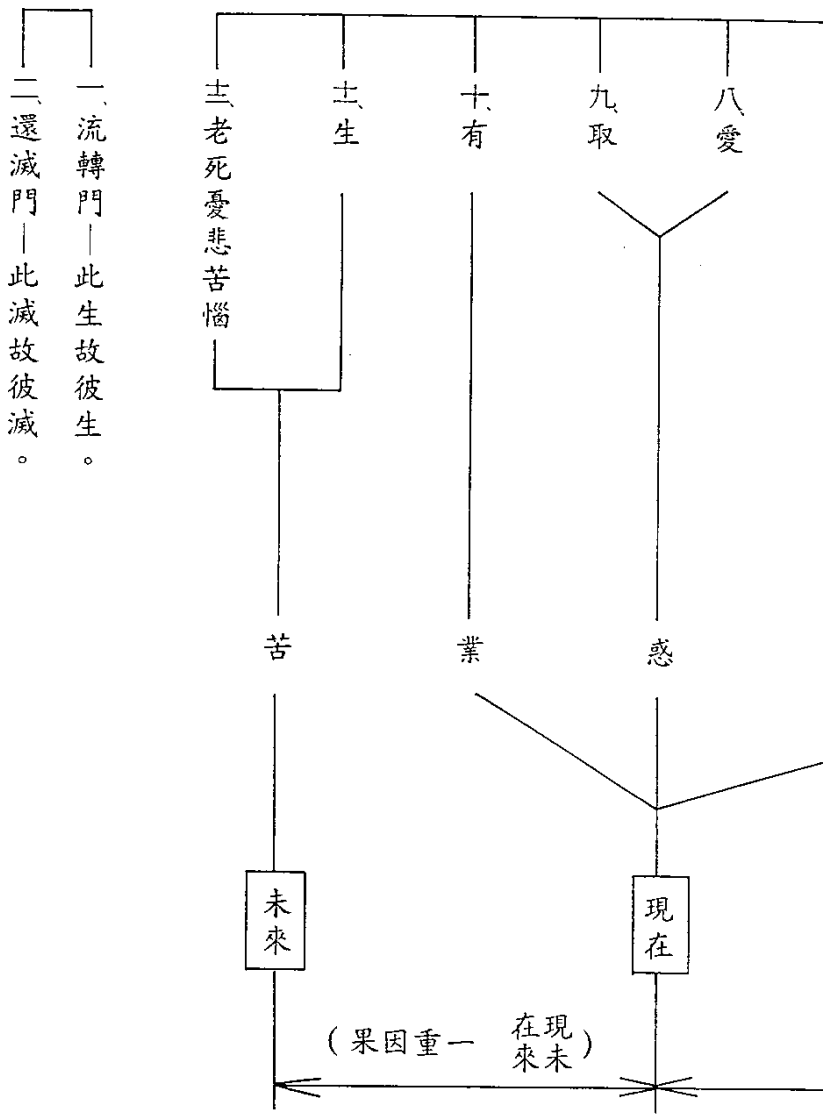 八、愛
九、取
十、有
十一、生
十二、老死憂悲苦惱
惑
業
苦
現在
未來
(果因重一 在現
來未)
一、流轉門—此生故彼生。
二、還滅門—此滅故彼滅。